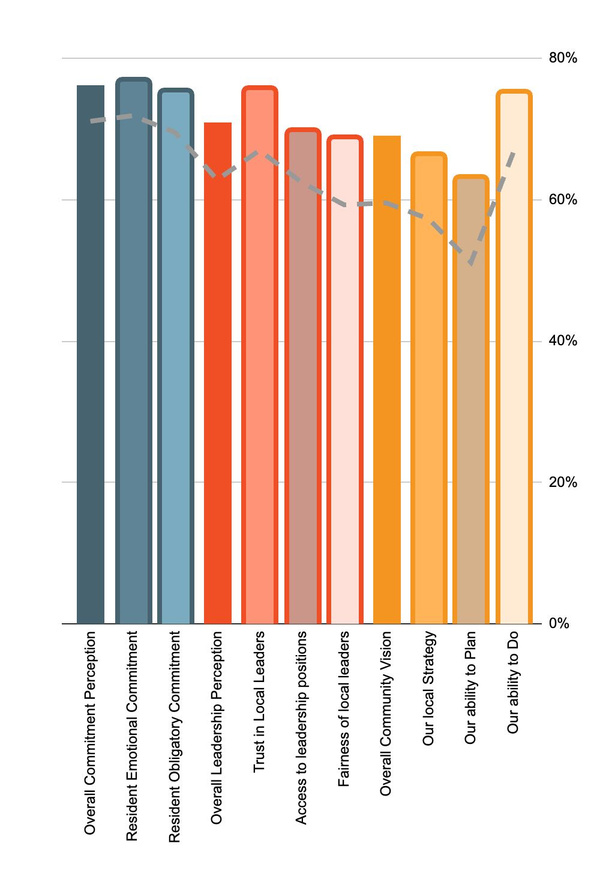 80%
60%
40%
20%
0%
Overall Commitment Perception
Resident Emotional Commitment
Resident Obligatory Commitment
Overall Leadership Perception
Trust in Local Leaders
Access to leadership positions
Fairness of local leaders
Overall Community Vision
Our local Strategy
Our ability to Plan
Our ability to Do